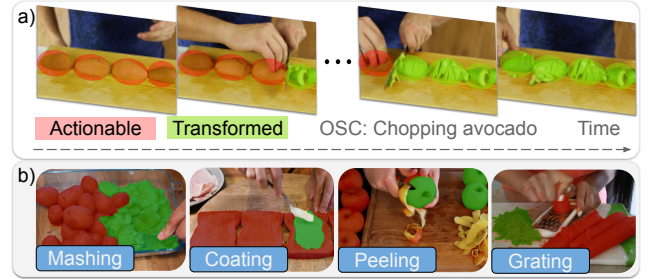 a)
Actionable Transformed OSC: Chopping avocado Time
b)
Mashing Coating Peeling Grating